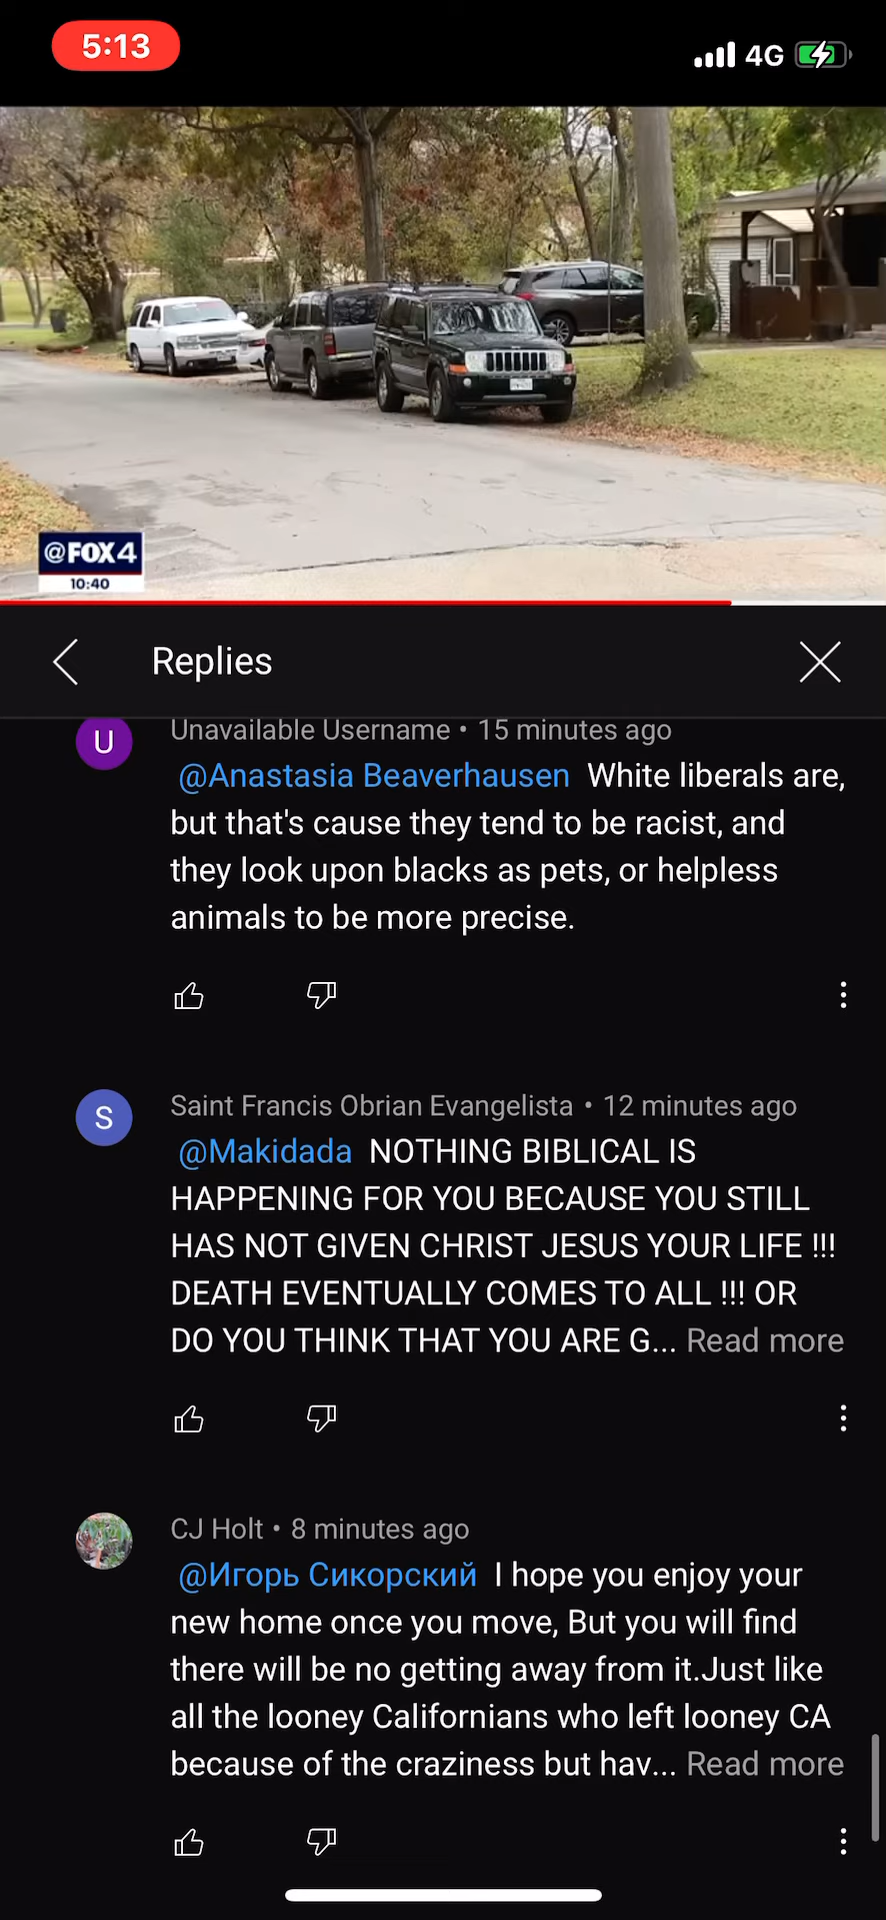 5:13
4G
@FOX 4
10:40
Replies
U
Unavailable Username • 15 minutes ago
@Anastasia Beaverhausen White liberals are,
but that's cause they tend to be racist, and
they look upon blacks as pets, or helpless
animals to be more precise.
S
Saint Francis Obrian Evangelista • 12 minutes ago
@Makidada NOTHING BIBLICAL IS
HAPPENING FOR YOU BECAUSE YOU STILL
HAS NOT GIVEN CHRIST JESUS YOUR LIFE !!!
DEATH EVENTUALLY COMES TO ALL !!! OR
DO YOU THINK THAT YOU ARE G... Read more
CJ Holt • 8 minutes ago
@Игорь Сикорский I hope you enjoy your
new home once you move, But you will find
there will be no getting away from it.Just like
all the looney Californians who left looney CA
because of the craziness but hav... Read more